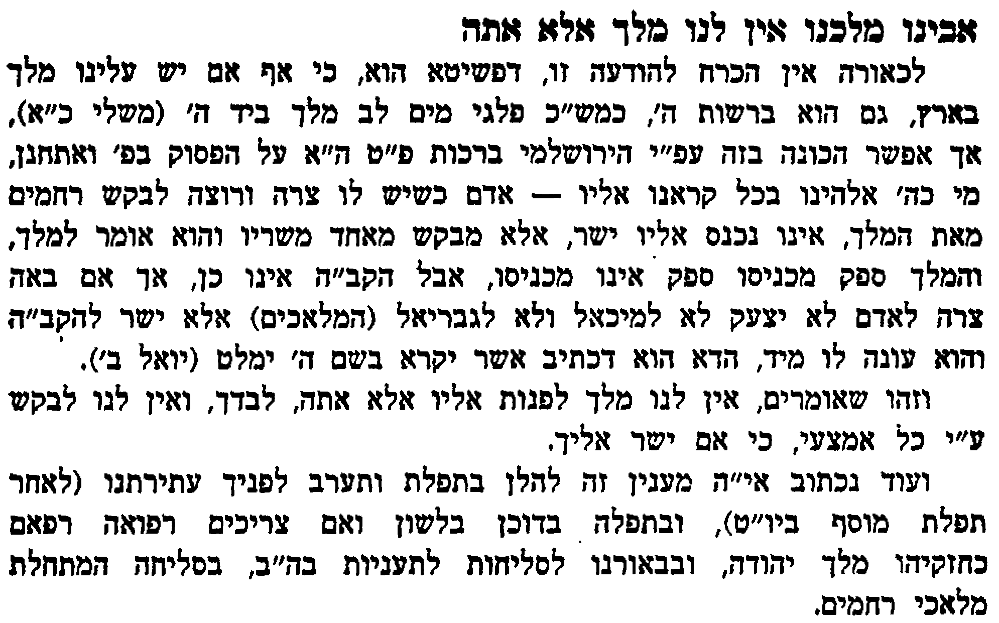 אבינו מלכנו אין לנו מלך אלא אתה
לכאורה אין הכרח להודעה זו, דפשיטא הוא, כי אף אם יש עלינו מלך
בארץ, גם הוא ברשות ה׳, כמש״כ פלגי מים לב מלך ביד ה׳ (משלי כ״א),
אך אפשר הכונה בזה עפ״י הירושלמי ברכות פ״ט ה״א על הפסוק בפ׳ ואתחנן,
מי כה׳ אלהינו בכל קראנו אליו — אדם כשיש לו צרה ורוצה לבקש רחמים
מאת המלך, אינו נכנס אליו ישר, אלא מבקש מאחד משריו והוא אומר למלך,
והמלך ספק מכניסו ספק אינו מכניסו, אבל הקב״ה אינו כן, אך אם באה
צרה לאדם לא יצעק לא למיכאל ולא לגבריאל (המלאכים) אלא ישר להקב״ה
והוא עונה לו מיד, הדא הוא דכתיב אשר יקרא בשם ה׳ ימלט (יואל ב׳).
וזהו שאומרים, אין לנו מלך לפנות אליו אלא אתה, לבדך, ואין לנו לבקש
ע״י כל אמצעי, כי אם ישר אליך.
ועוד נכתוב אי״ה מענין זה להלן בתפלת ותערב לפניך עתירתנו (לאחר
תפלת מוסף ביו״ט), ובתפלה בדוכן בלשון ואם צריכים רפואה רפאם
כחזקיהו מלך יהודה, ובבאורנו לסליחות לתעניות בה״ב, בסליחה המתחלת
מלאכי רחמים.